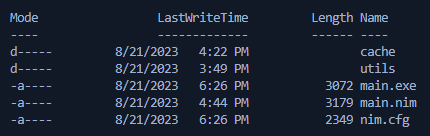 Mode                 LastWriteTime         Length Name
----                 -------------         ------ ----
d-----         8/21/2023   4:22 PM                cache
d-----         8/21/2023   3:49 PM                utils
-a----         8/21/2023   6:26 PM           3072 main.exe
-a----         8/21/2023   4:44 PM           3179 main.nim
-a----         8/21/2023   6:26 PM           2349 nim.cfg